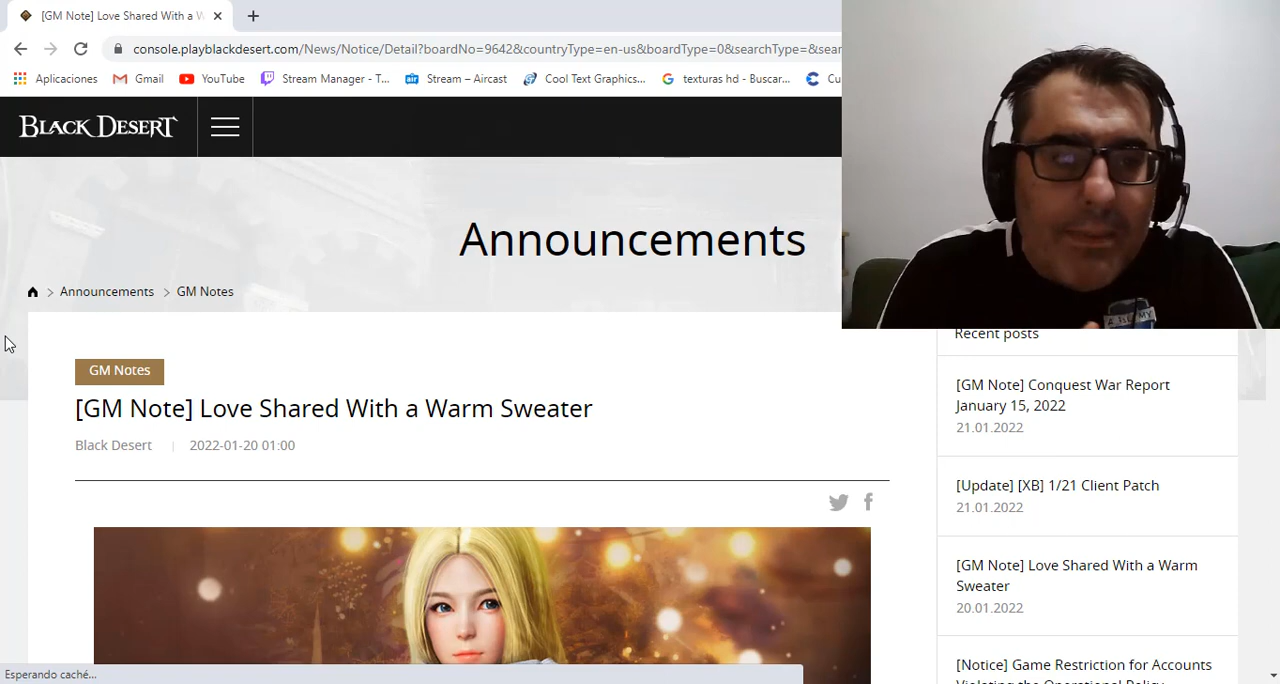 [GM Note] Love Shared With a W
console.playblackdesert.com/News/Notice/Detail?boardNo=9642&countryType=en-us&boardType=0&searchType=&sear
Aplicaciones Gmail YouTube Stream Manager - T... air Stream – Aircast Cool Text Graphics... G texturas hd - Buscar... Cu
BLACK DESERT
Announcements
Announcements > GM Notes
GM Notes
[GM Note] Love Shared With a Warm Sweater
Black Desert | 2022-01-20 01:00
Recent posts
[GM Note] Conquest War Report
January 15, 2022
21.01.2022
[Update] [XB] 1/21 Client Patch
21.01.2022
[GM Note] Love Shared With a Warm
Sweater
20.01.2022
[Notice] Game Restriction for Accounts
Violating the Operational Policy
Esperando caché...